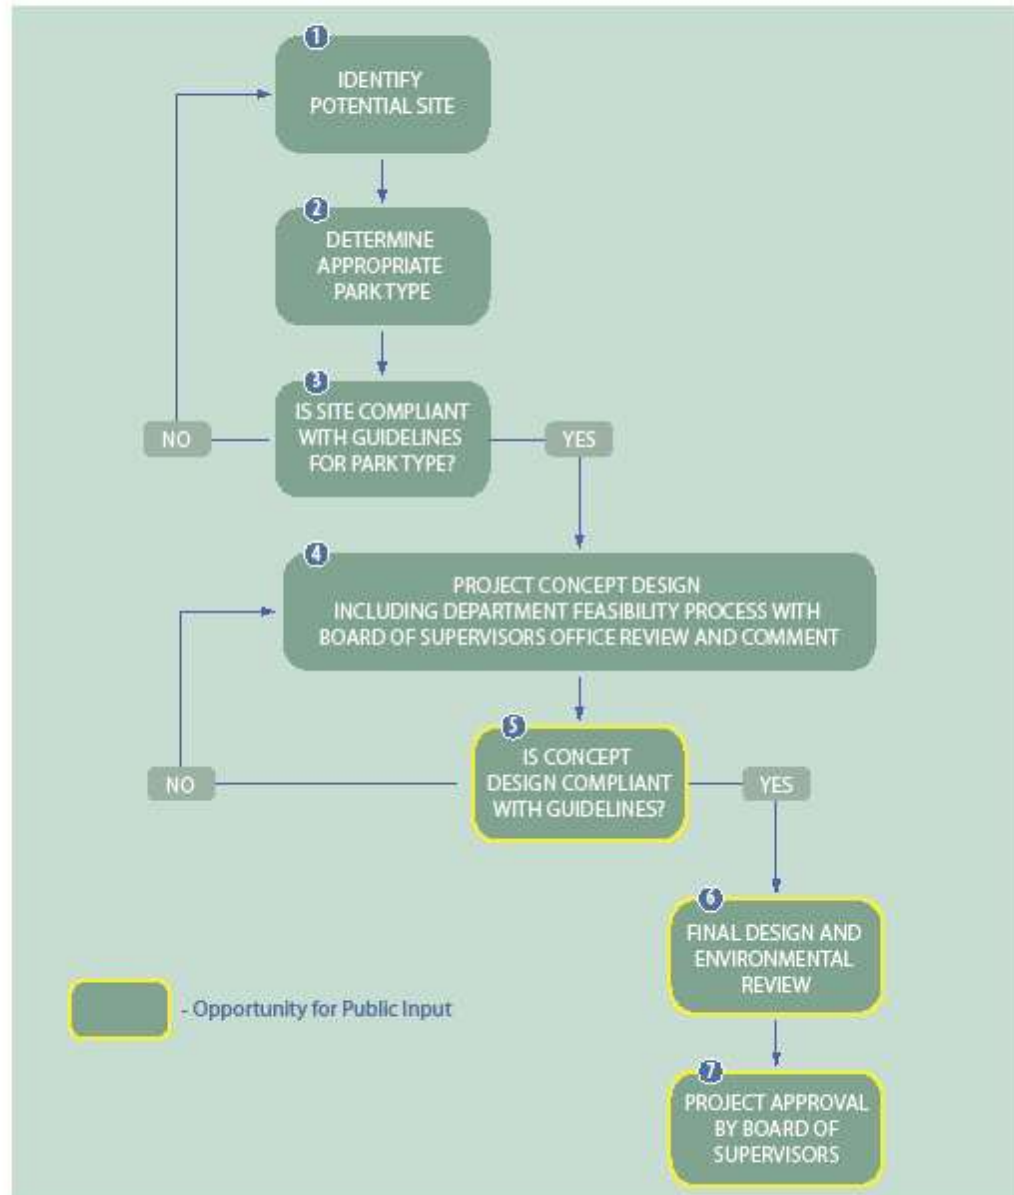 1
IDENTIFY
POTENTIAL SITE
2
DETERMINE
APPROPRIATE
PARK TYPE
3
IS SITE COMPLIANT
WITH GUIDELINES
FOR PARK TYPE?
NO
YES
4
PROJECT CONCEPT DESIGN
INCLUDING DEPARTMENT FEASIBILITY PROCESS WITH
BOARD OF SUPERVISORS OFFICE REVIEW AND COMMENT
5
IS CONCEPT
DESIGN COMPLIANT
WITH GUIDELINES?
NO
YES
6
FINAL DESIGN AND
ENVIRONMENTAL
REVIEW
- Opportunity for Public Input
7
PROJECT APPROVAL
BY BOARD OF
SUPERVISORS